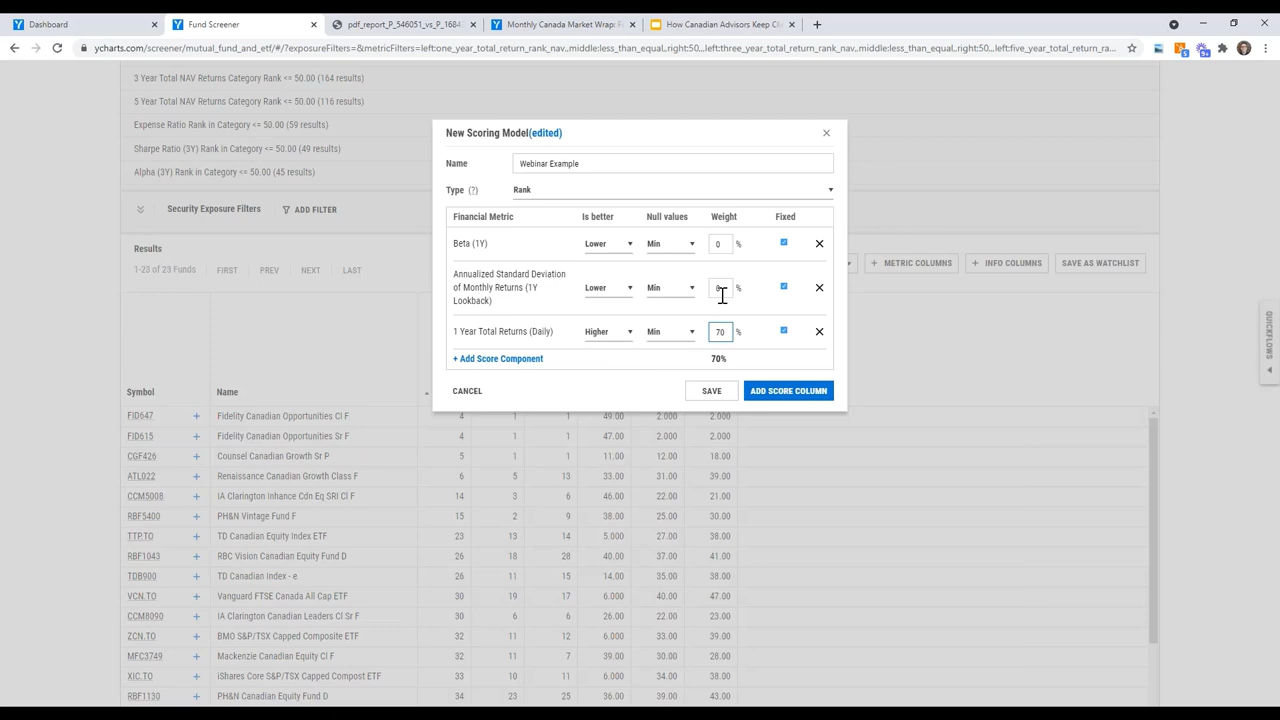 Dashboard
Fund Screener
pdf_report_P_546051_vs_P_1684
Monthly Canada Market Wrap: F
How Canadian Advisors Keep Cli
ycharts.com/screener/mutual_fund_and_etf/#/?exposureFilters=&metricFilters=left:one_year_total_return_rank_nav,,middle:less_than_equal,,right:50,,,left:three_year_total_return_rank_nav,,middle:less_than_equal,,right:50,,,left:five_year_total_return_ra...
3 Year Total NAV Returns Category Rank <= 50.00 (164 results)
5 Year Total NAV Returns Category Rank <= 50.00 (116 results)
Expense Ratio Rank in Category <= 50.00 (59 results)
Sharpe Ratio (3Y) Rank in Category <= 50.00 (49 results)
Alpha (3Y) Rank in Category <= 50.00 (45 results)
Security Exposure Filters ADD FILTER
Results
1-23 of 23 Funds FIRST PREV NEXT LAST
+ METRIC COLUMNS + INFO COLUMNS SAVE AS WATCHLIST
QUICKFLOWS
New Scoring Model(edited)
Name Webinar Example
Type (?) Rank
Financial Metric Is better Null values Weight Fixed
Beta (1Y) Lower Min 0 %
Annualized Standard Deviation
of Monthly Returns (1Y
Lookback) Lower Min %
1 Year Total Returns (Daily) Higher Min 70 %
+ Add Score Component 70%
CANCEL SAVE ADD SCORE COLUMN
Symbol Name
FID647 + Fidelity Canadian Opportunities Cl F 4 1 1 49.00 2.000 2.000
FID615 + Fidelity Canadian Opportunities Sr F 4 1 1 47.00 2.000 2.000
CGF426 + Counsel Canadian Growth Sr P 5 1 1 11.00 12.00 18.00
ATL022 + Renaissance Canadian Growth Class F 6 5 13 33.00 31.00 39.00
CCM5008 + IA Clarington Inhance Cdn Eq SRI Cl F 14 3 6 46.00 22.00 21.00
RBF5400 + PH&N Vintage Fund F 15 2 9 38.00 25.00 30.00
TTP.TO + TD Canadian Equity Index ETF 23 13 14 5.000 27.00 38.00
RBF1043 + RBC Vision Canadian Equity Fund D 26 18 28 40.00 37.00 41.00
TDB900 + TD Canadian Index - e 26 11 15 14.00 35.00 38.00
VCN.TO + Vanguard FTSE Canada All Cap ETF 30 19 17 6.000 40.00 47.00
CCM8090 + IA Clarington Canadian Leaders Cl Sr F 30 6 6 26.00 22.00 23.00
ZCN.TO + BMO S&P/TSX Capped Composite ETF 32 11 12 6.000 33.00 39.00
MFC3749 + Mackenzie Canadian Equity Cl F 32 11 7 39.00 30.00 28.00
XIC.TO + iShares Core S&P/TSX Capped Compost ETF 33 10 11 6.000 34.00 38.00
RBF1130 + PH&N Canadian Equity Fund D 34 23 25 36.00 39.00 43.00